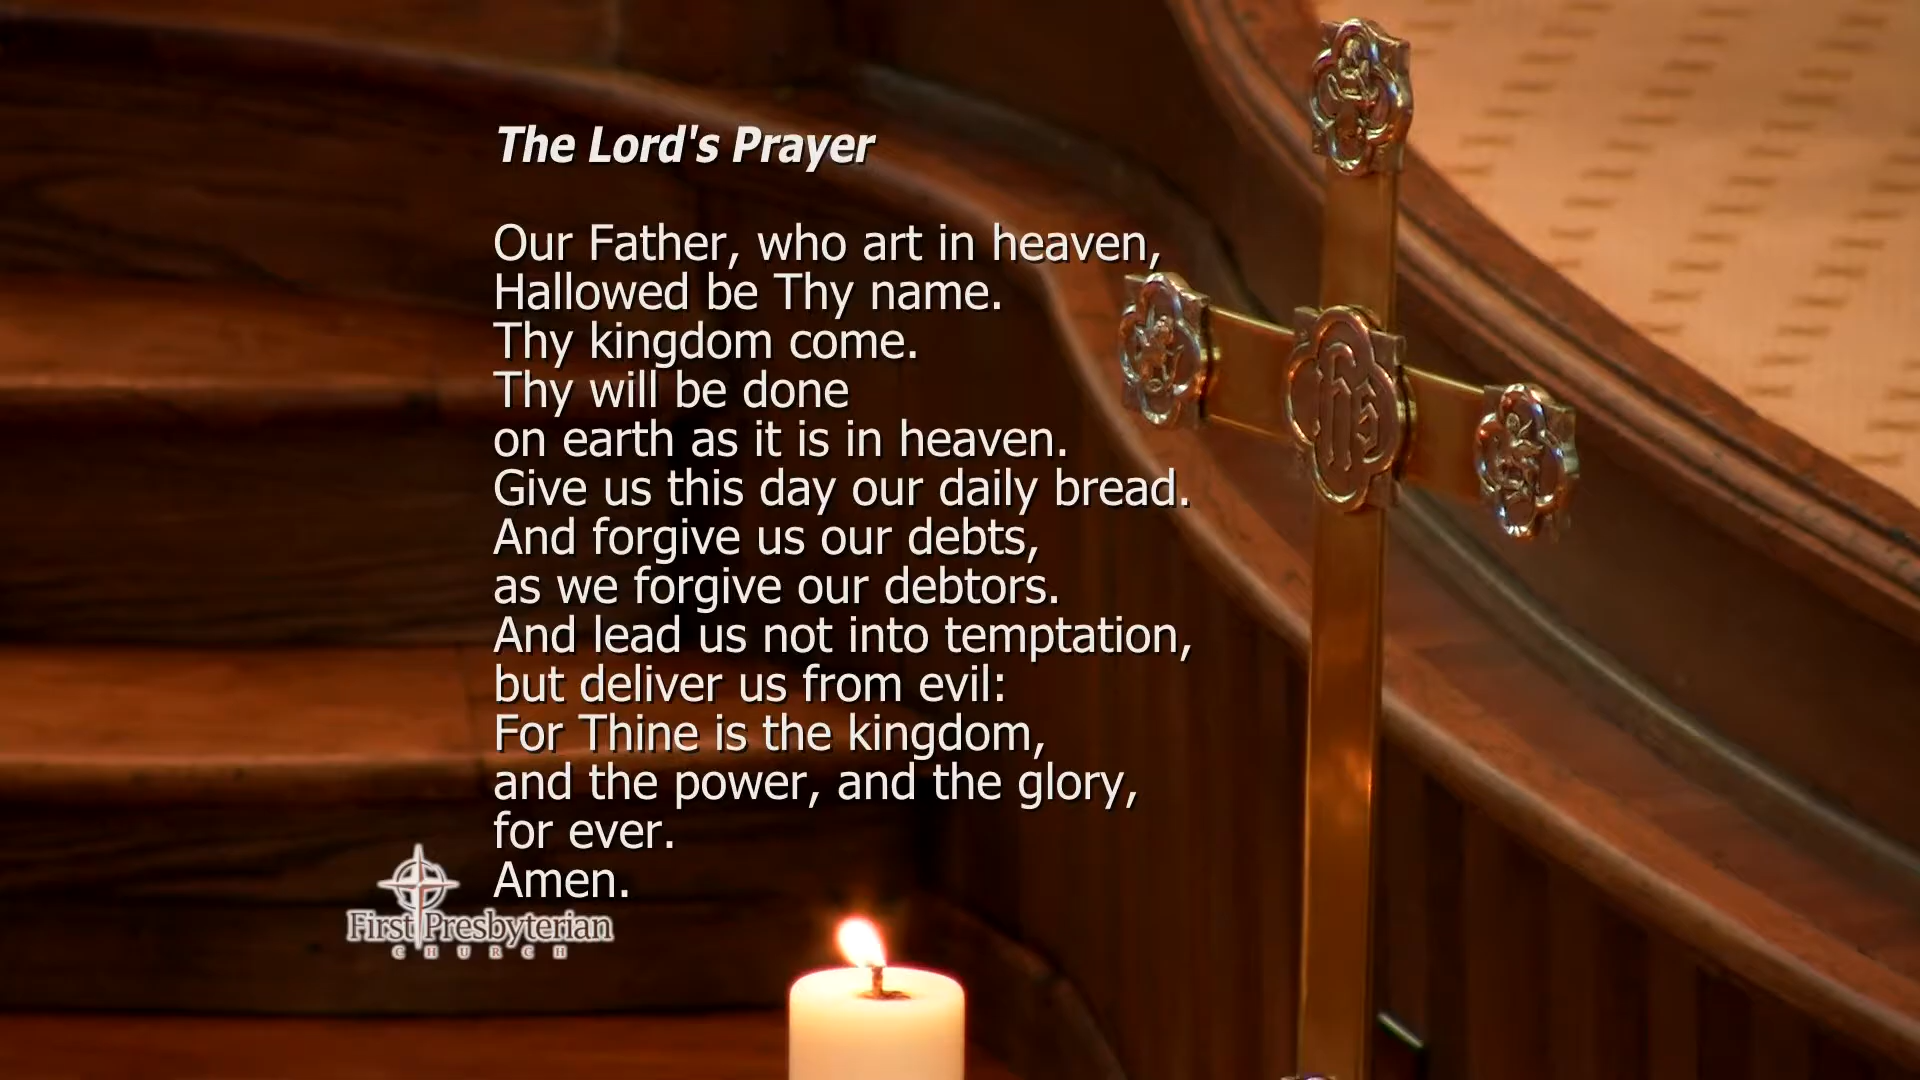 The Lord's Prayer
Our Father, who art in heaven,
Hallowed be Thy name.
Thy kingdom come.
Thy will be done
on earth as it is in heaven.
Give us this day our daily bread.
And forgive us our debts,
as we forgive our debtors.
And lead us not into temptation,
but deliver us from evil:
For Thine is the kingdom,
and the power, and the glory,
for ever.
Amen.
First Presbyterian
CHURCH